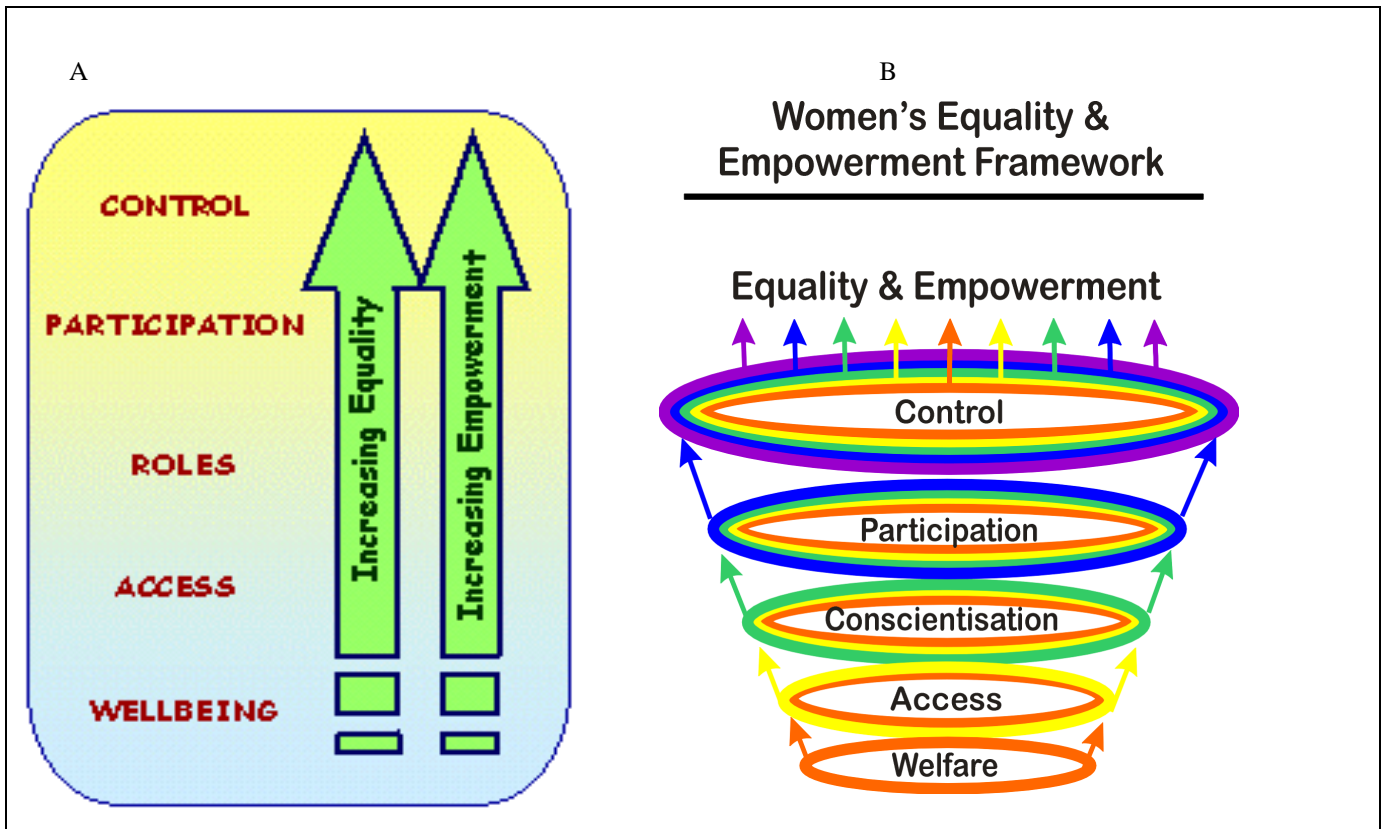 A
CONTROL
PARTICIPATION
ROLES
ACCESS
WELLBEING
Increasing Equality
Increasing Empowerment
B
Women's Equality &
Empowerment Framework
Equality & Empowerment
Control
Participation
Conscientisation
Access
Welfare